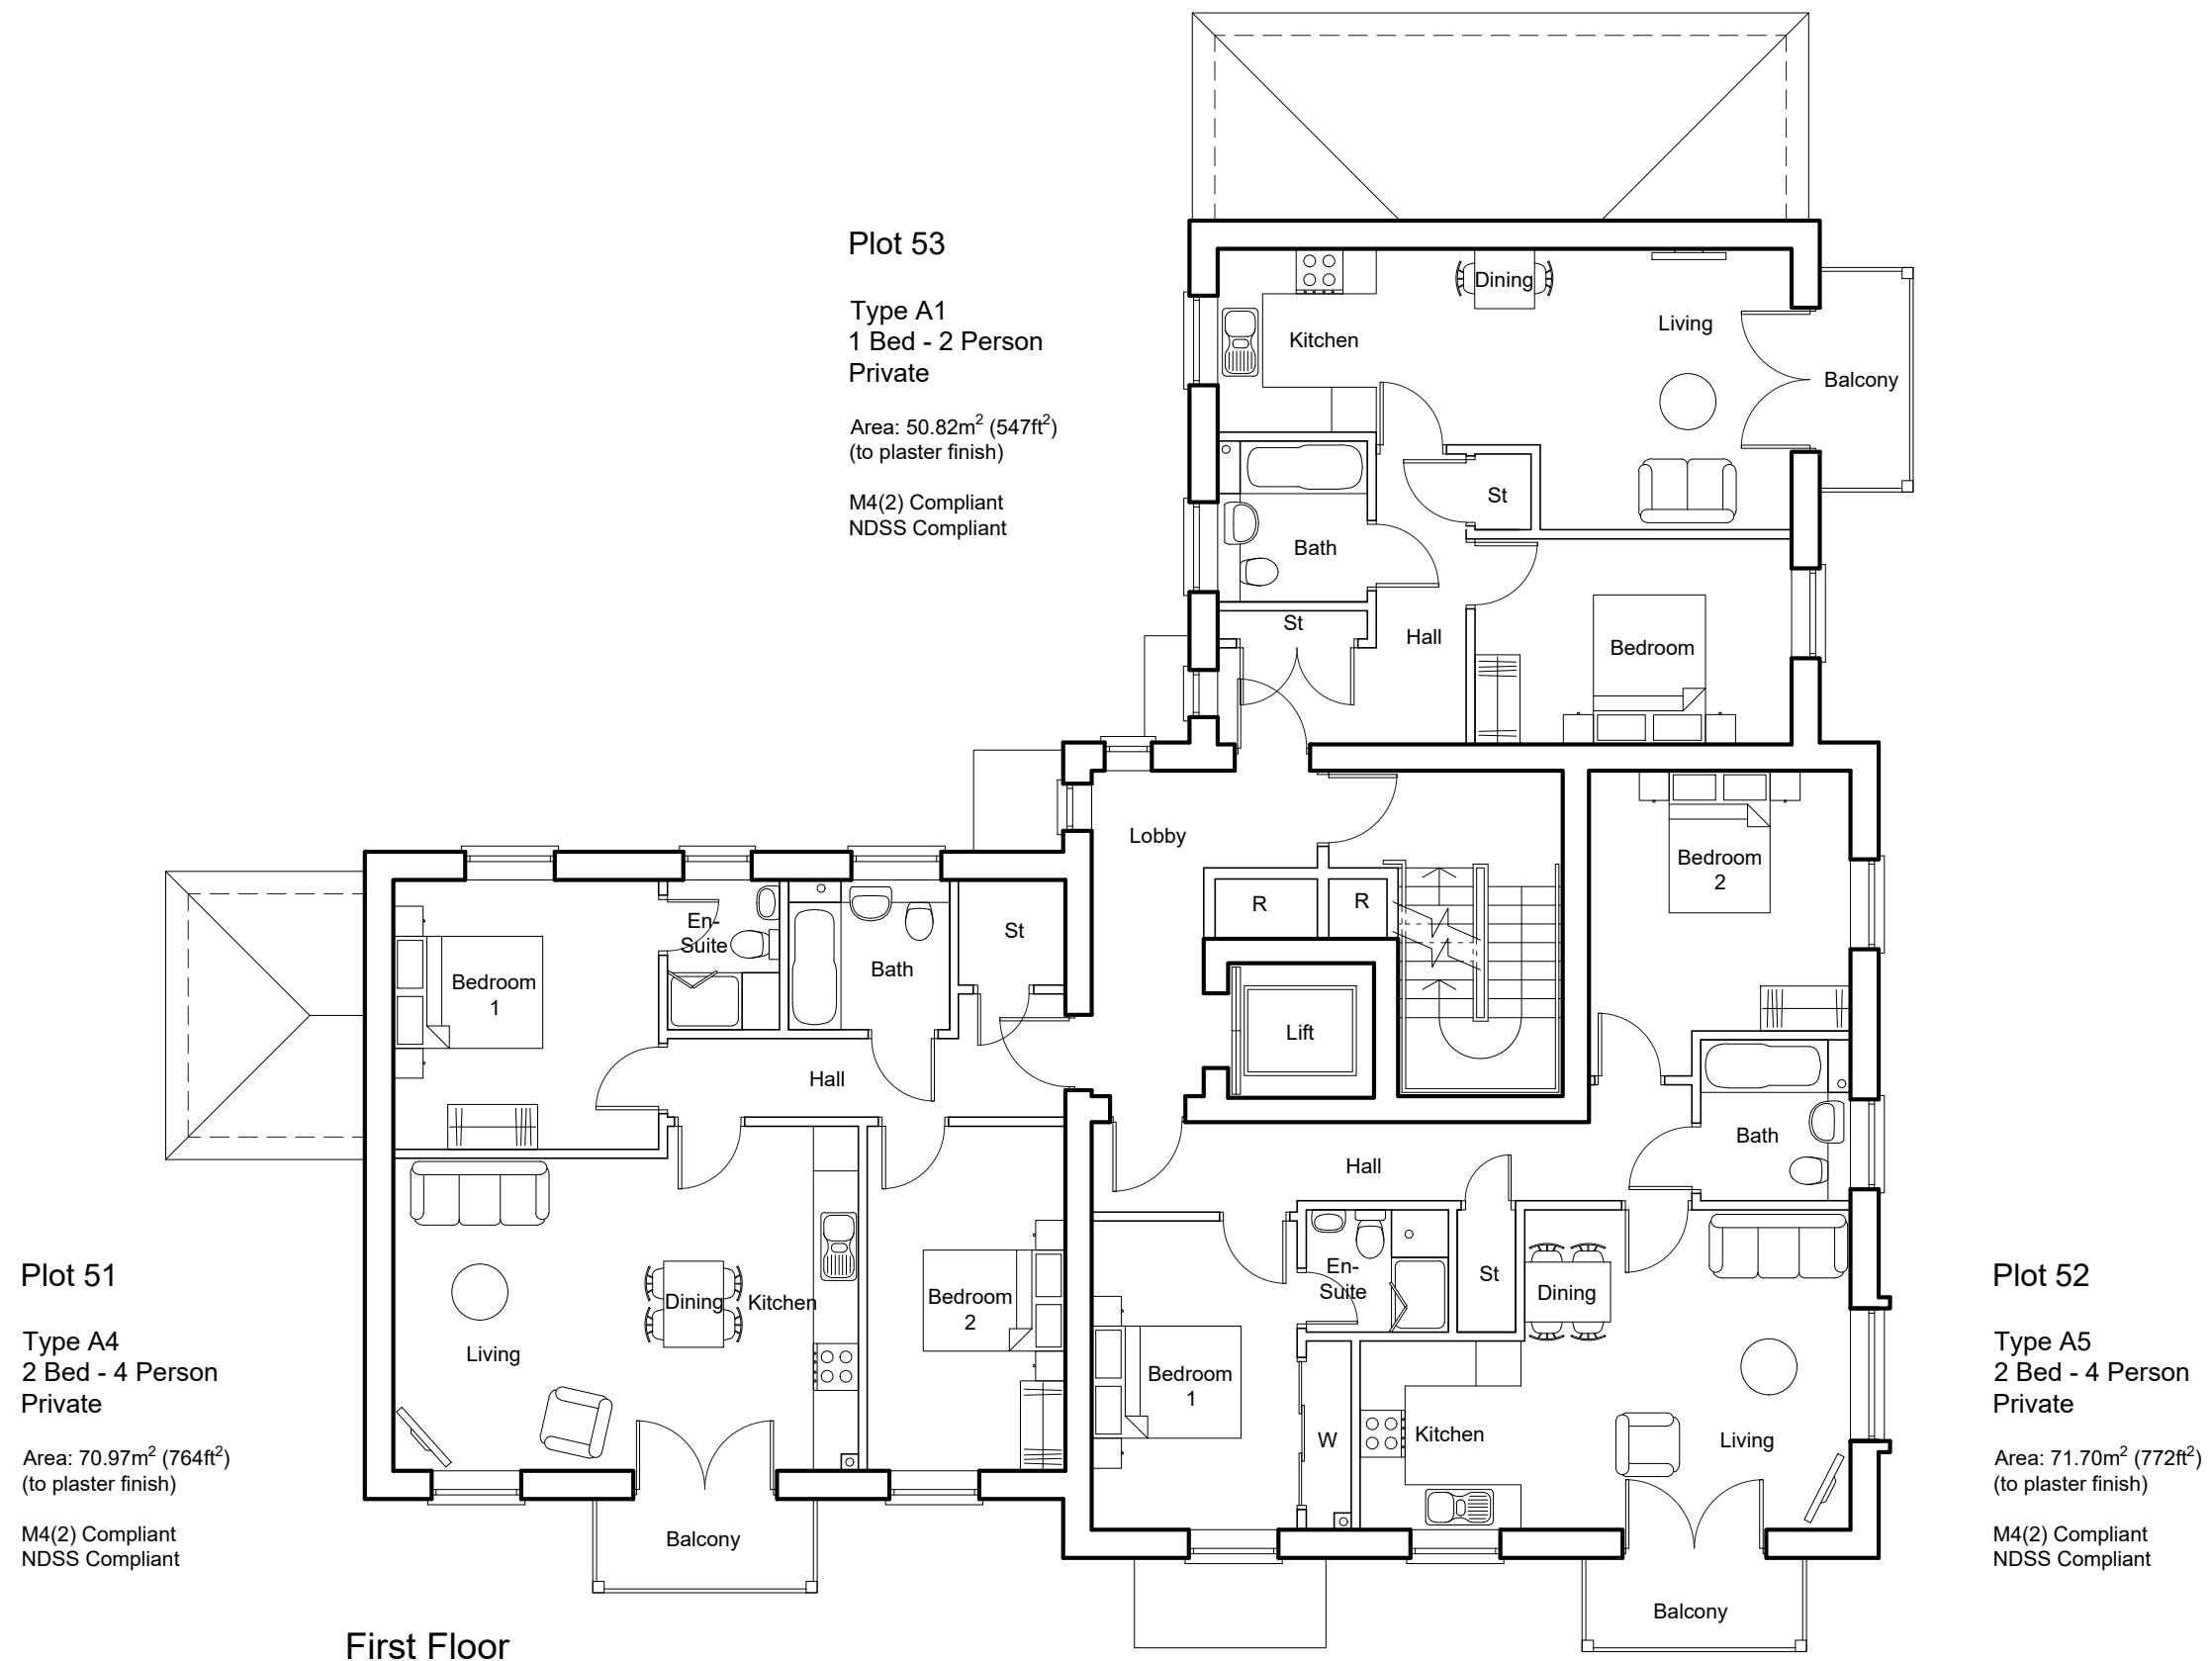 Plot 53
Type A1
1 Bed - 2 Person
Private
Area: 50.82m² (547ft²)
(to plaster finish)
M4(2) Compliant
NDSS Compliant
Dining
Kitchen
Living
Balcony
St
Bath
St
Hall
Bedroom
Lobby
R
R
Lift
Bedroom
2
Bath
Hall
En-
Suite
St
Dining
Bedroom
1
W
Kitchen
Living
Balcony
En-
Suite
St
Bath
Bedroom
1
Hall
Dining
Kitchen
Living
Bedroom
2
Balcony
Plot 51
Type A4
2 Bed - 4 Person
Private
Area: 70.97m² (764ft²)
(to plaster finish)
M4(2) Compliant
NDSS Compliant
Plot 52
Type A5
2 Bed - 4 Person
Private
Area: 71.70m² (772ft²)
(to plaster finish)
M4(2) Compliant
NDSS Compliant
First Floor